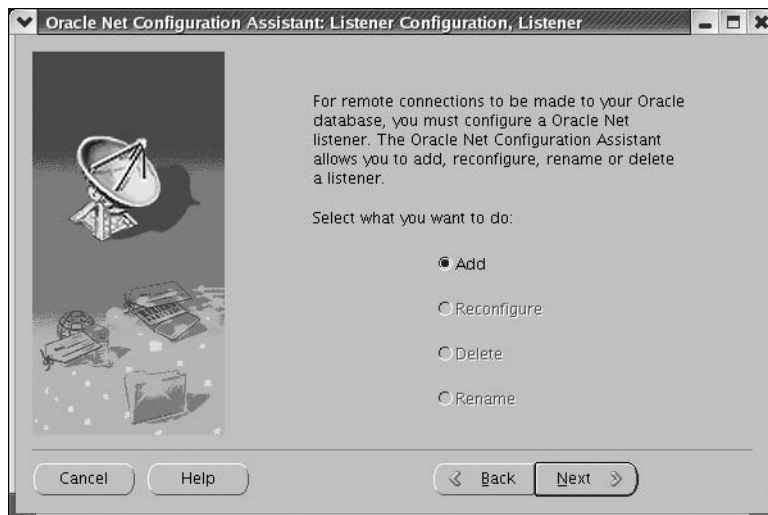 Oracle Net Configuration Assistant: Listener Configuration, Listener
For remote connections to be made to your Oracle
database, you must configure a Oracle Net
listener. The Oracle Net Configuration Assistant
allows you to add, reconfigure, rename or delete
a listener.
Select what you want to do:
Add
Reconfigure
Delete
Rename
Cancel Help Back Next